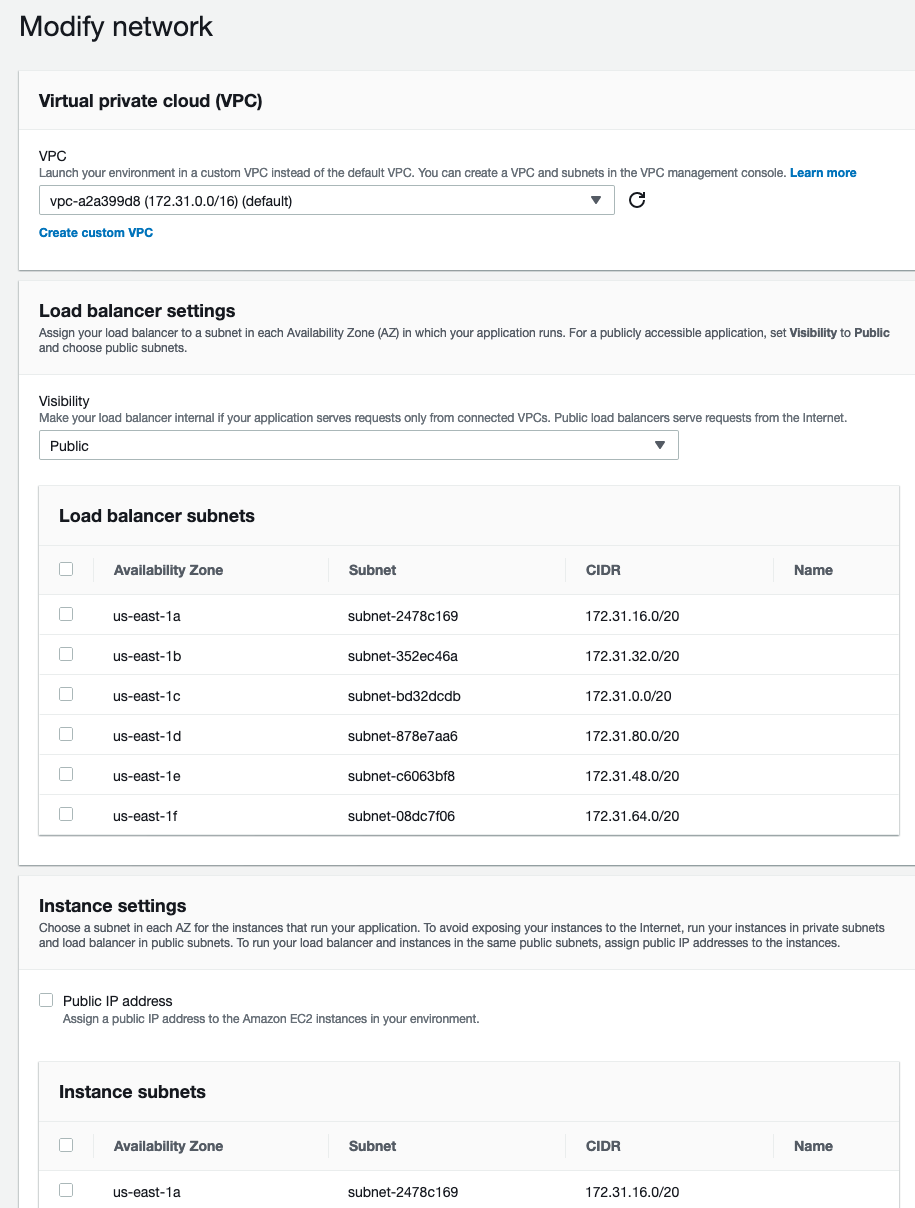 Modify network
Virtual private cloud (VPC)
VPC
Launch your environment in a custom VPC instead of the default VPC. You can create a VPC and subnets in the VPC management console. Learn more
vpc-a2a399d8 (172.31.0.0/16) (default)
Create custom VPC
Load balancer settings
Assign your load balancer to a subnet in each Availability Zone (AZ) in which your application runs. For a publicly accessible application, set Visibility to Public
and choose public subnets.
Visibility
Make your load balancer internal if your application serves requests only from connected VPCs. Public load balancers serve requests from the Internet.
Public
Load balancer subnets
Availability Zone Subnet CIDR Name
us-east-1a subnet-2478c169 172.31.16.0/20
us-east-1b subnet-352ec46a 172.31.32.0/20
us-east-1c subnet-bd32dcdb 172.31.0.0/20
us-east-1d subnet-878e7aa6 172.31.80.0/20
us-east-1e subnet-c6063bf8 172.31.48.0/20
us-east-1f subnet-08dc7f06 172.31.64.0/20
Instance settings
Choose a subnet in each AZ for the instances that run your application. To avoid exposing your instances to the Internet, run your instances in private subnets
and load balancer in public subnets. To run your load balancer and instances in the same public subnets, assign public IP addresses to the instances.
Public IP address
Assign a public IP address to the Amazon EC2 instances in your environment.
Instance subnets
Availability Zone Subnet CIDR Name
us-east-1a subnet-2478c169 172.31.16.0/20